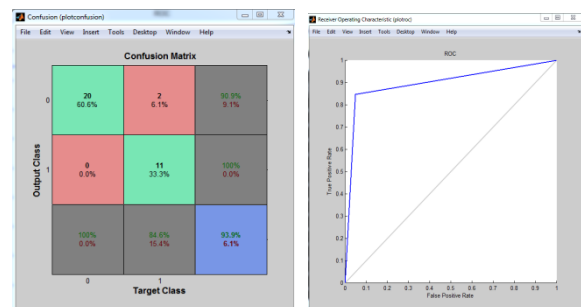 Confusion (plotconfusion)
File Edit View Insert Tools Desktop Window Help
Confusion Matrix
0
20
60.6%
2
6.1%
90.9%
9.1%
1
0
0.0%
11
33.3%
100%
0.0%
100%
0.0%
84.6%
15.4%
93.9%
6.1%
0 1
Output Class
Target Class
Receiver Operating Characteristic (plotroc)
File Edit View Insert Tools Desktop Window Help
ROC
1
0.9
0.8
0.7
0.6
0.5
0.4
0.3
0.2
0.1
0
0 0.1 0.2 0.3 0.4 0.5 0.6 0.7 0.8 0.9 1
True Positive Rate
False Positive Rate